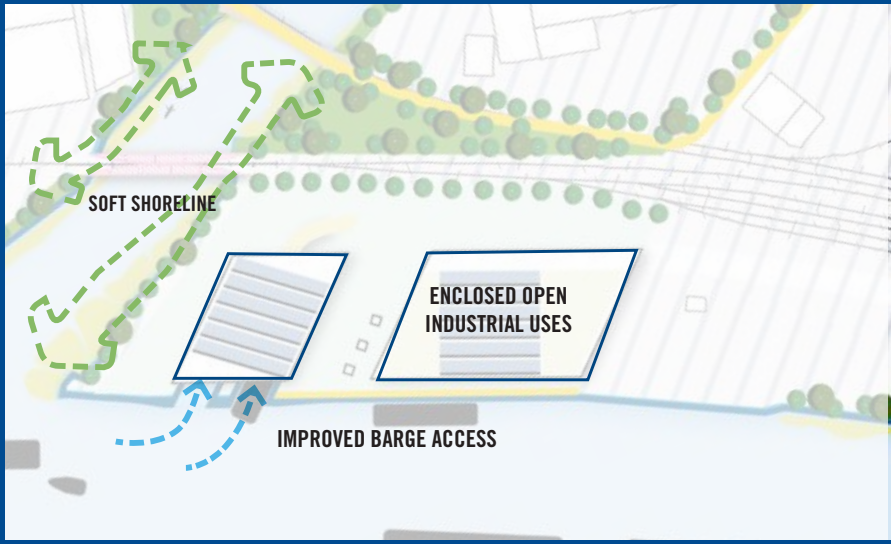 SOFT SHORELINE
ENCLOSED OPEN
INDUSTRIAL USES
IMPROVED BARGE ACCESS